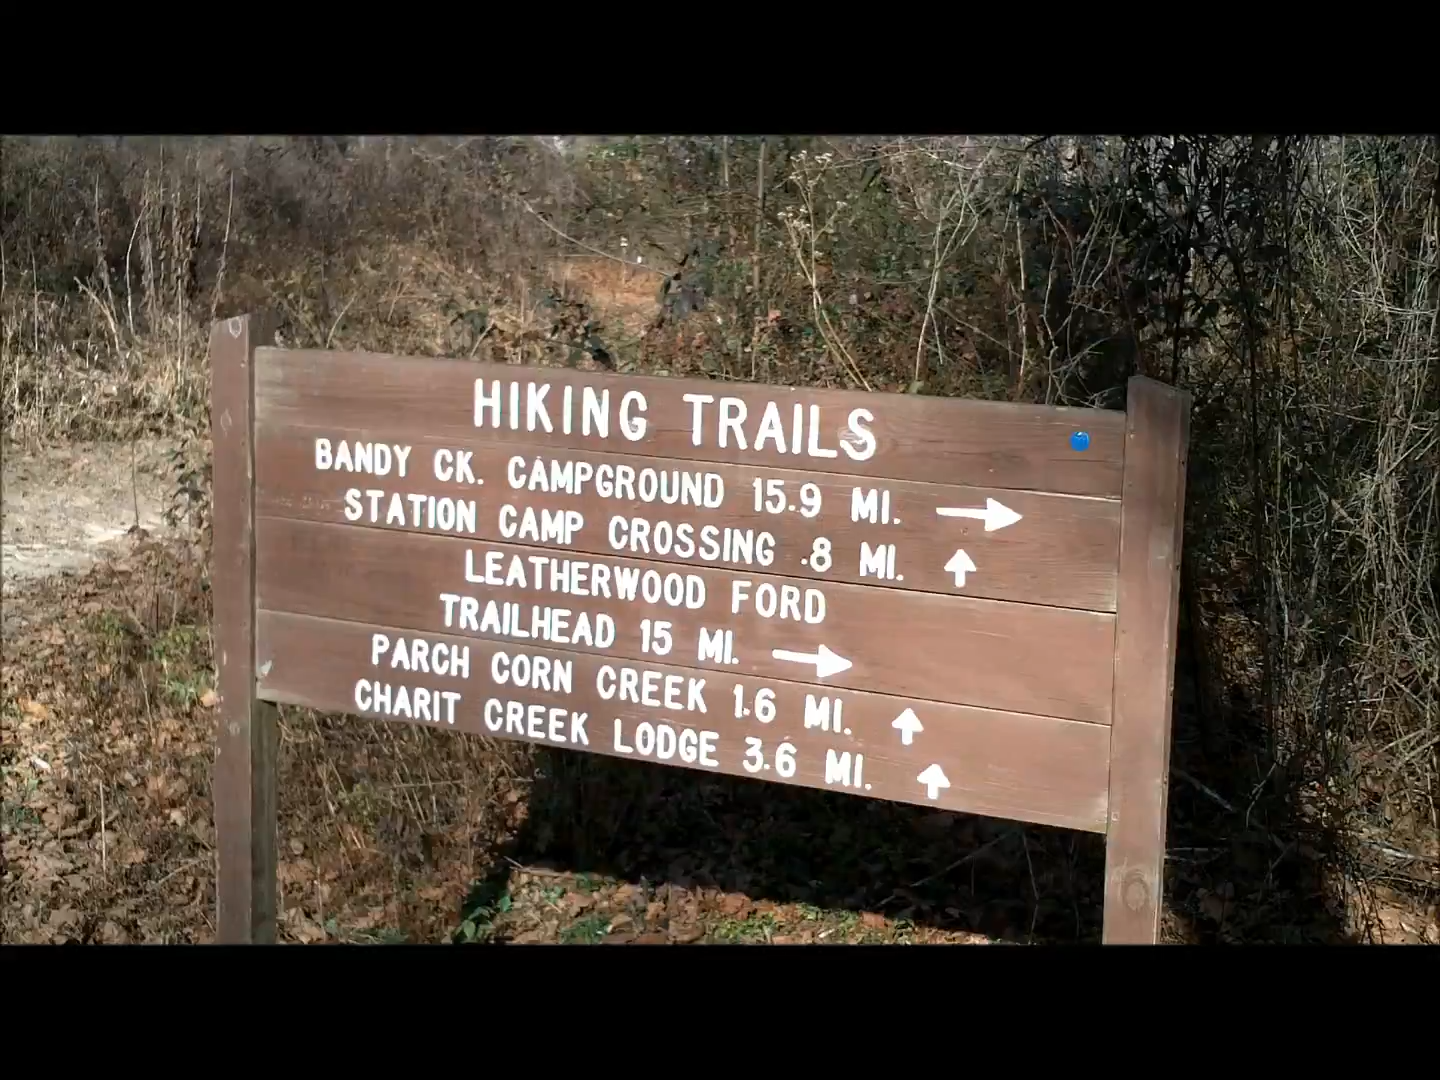 HIKING TRAILS
BANDY CK. CAMPGROUND 15.9 MI. →
STATION CAMP CROSSING .8 MI. ↑
LEATHERWOOD FORD
TRAILHEAD 15 MI. →
PARCH CORN CREEK 1.6 MI. ↑
CHARIT CREEK LODGE 3.6 MI. ↑